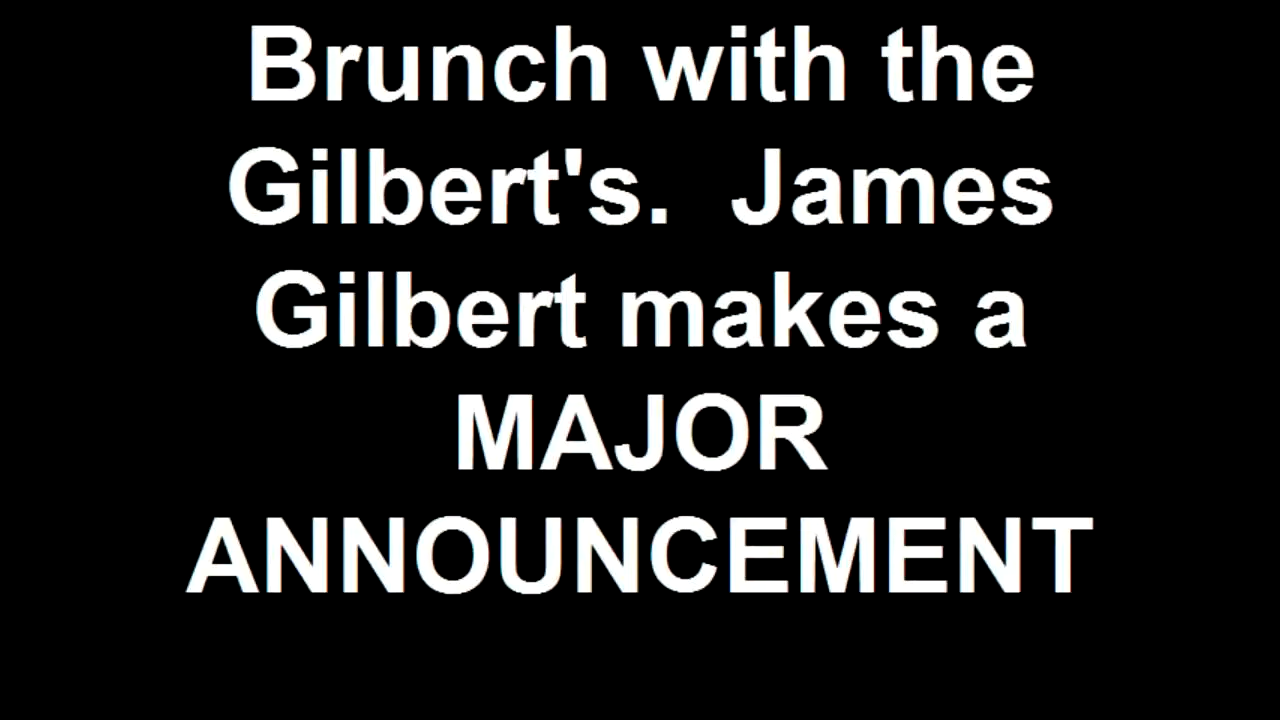 Brunch with the
Gilbert's.  James
Gilbert makes a
MAJOR
ANNOUNCEMENT